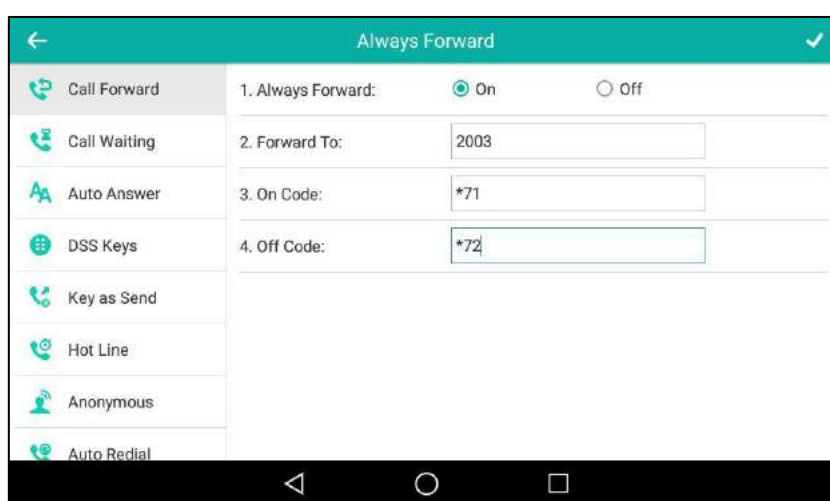 Always Forward
Call Forward
1. Always Forward: On Off
Call Waiting
2. Forward To: 2003
Auto Answer
3. On Code: *71
DSS Keys
4. Off Code: *72
Key as Send
Hot Line
Anonymous
Auto Redial